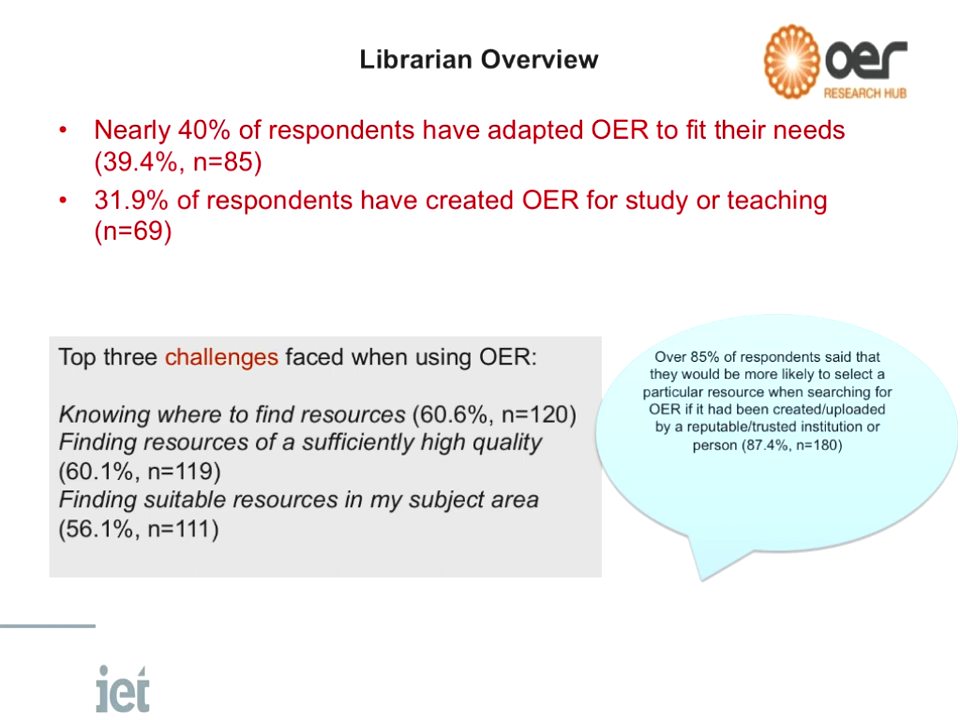 Librarian Overview
oer
RESEARCH HUB
• Nearly 40% of respondents have adapted OER to fit their needs
(39.4%, n=85)
• 31.9% of respondents have created OER for study or teaching
(n=69)
Top three challenges faced when using OER:
Knowing where to find resources (60.6%, n=120)
Finding resources of a sufficiently high quality
(60.1%, n=119)
Finding suitable resources in my subject area
(56.1%, n=111)
Over 85% of respondents said that
they would be more likely to select a
particular resource when searching for
OER if it had been created/uploaded
by a reputable/trusted institution or
person (87.4%, n=180)
iet